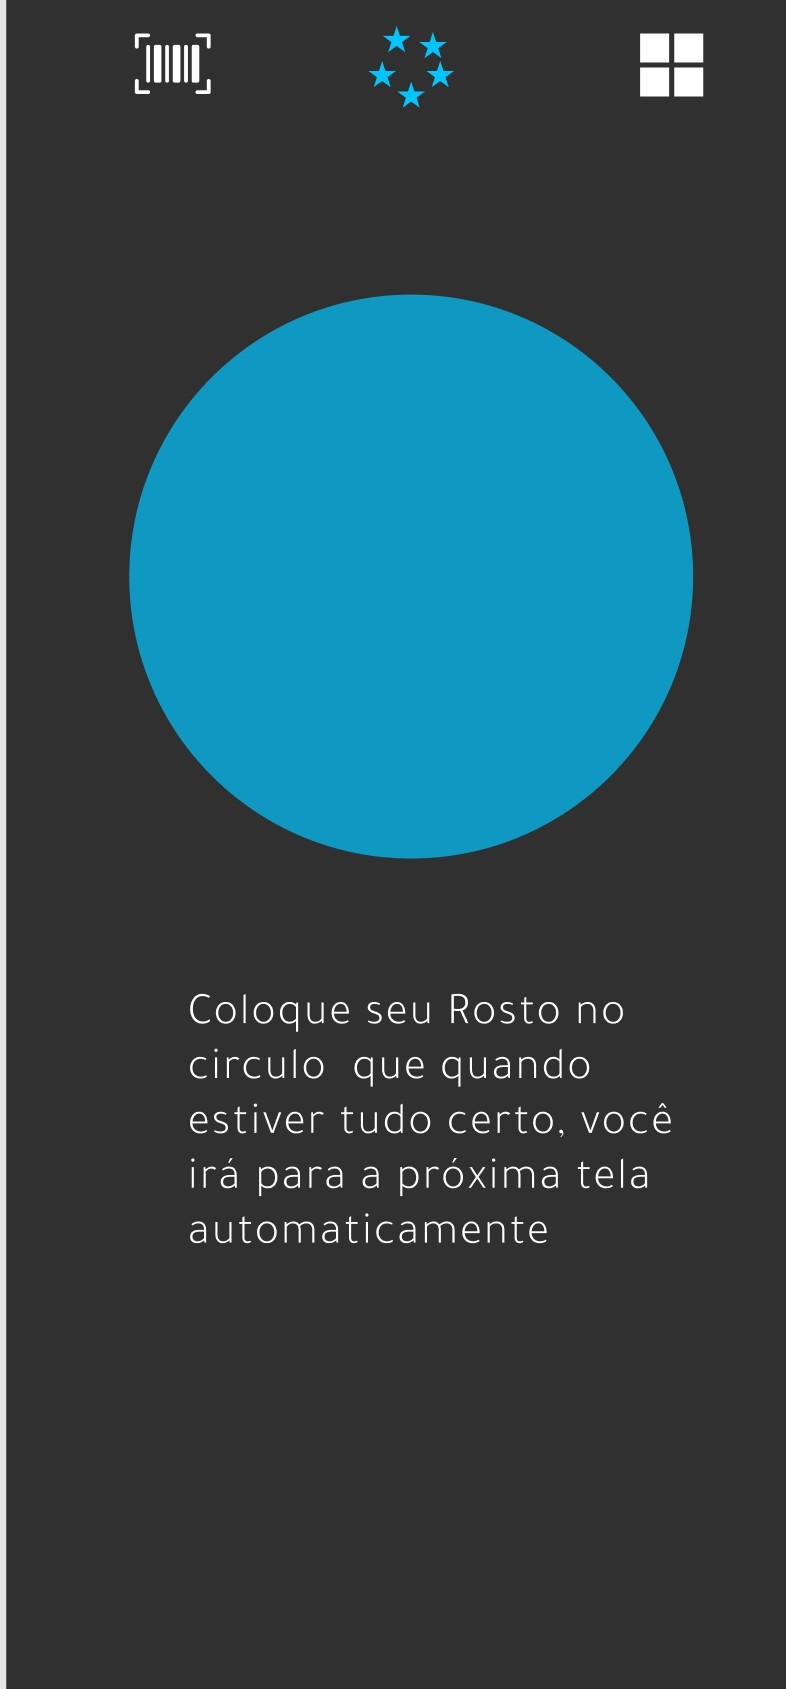 Coloque seu Rosto no
circulo  que quando
estiver tudo certo, você
irá para a próxima tela
automaticamente